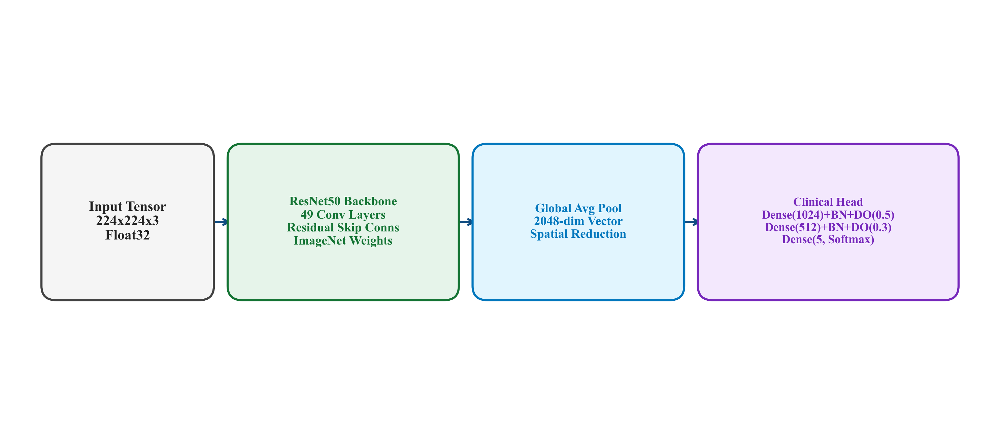 Input Tensor
224x224x3
Float32
ResNet50 Backbone
49 Conv Layers
Residual Skip Conns
ImageNet Weights
Global Avg Pool
2048-dim Vector
Spatial Reduction
Clinical Head
Dense(1024)+BN+DO(0.5)
Dense(512)+BN+DO(0.3)
Dense(5, Softmax)